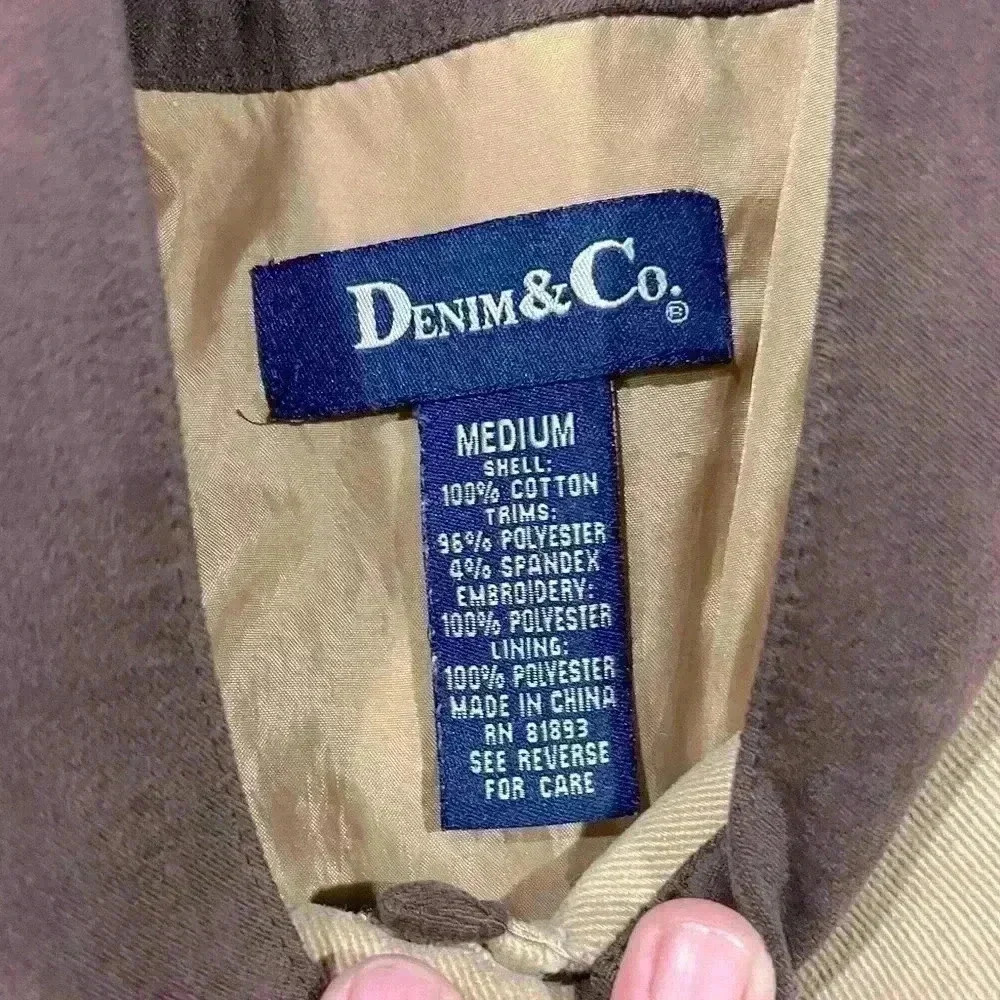 DENIM & CO. ®
MEDIUM
SHELL:
100% COTTON
TRIMS:
96% POLYESTER
4% SPANDEX
EMBROIDERY:
100% POLYESTER
LINING:
100% POLYESTER
MADE IN CHINA
RN 81893
SEE REVERSE
FOR CARE